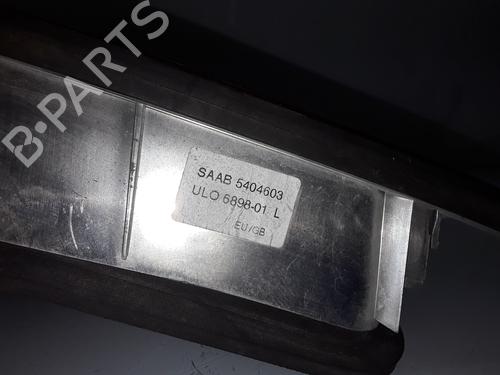 B-PARTS
SAAB 5404603
ULO 6898-01 L
EU/GB